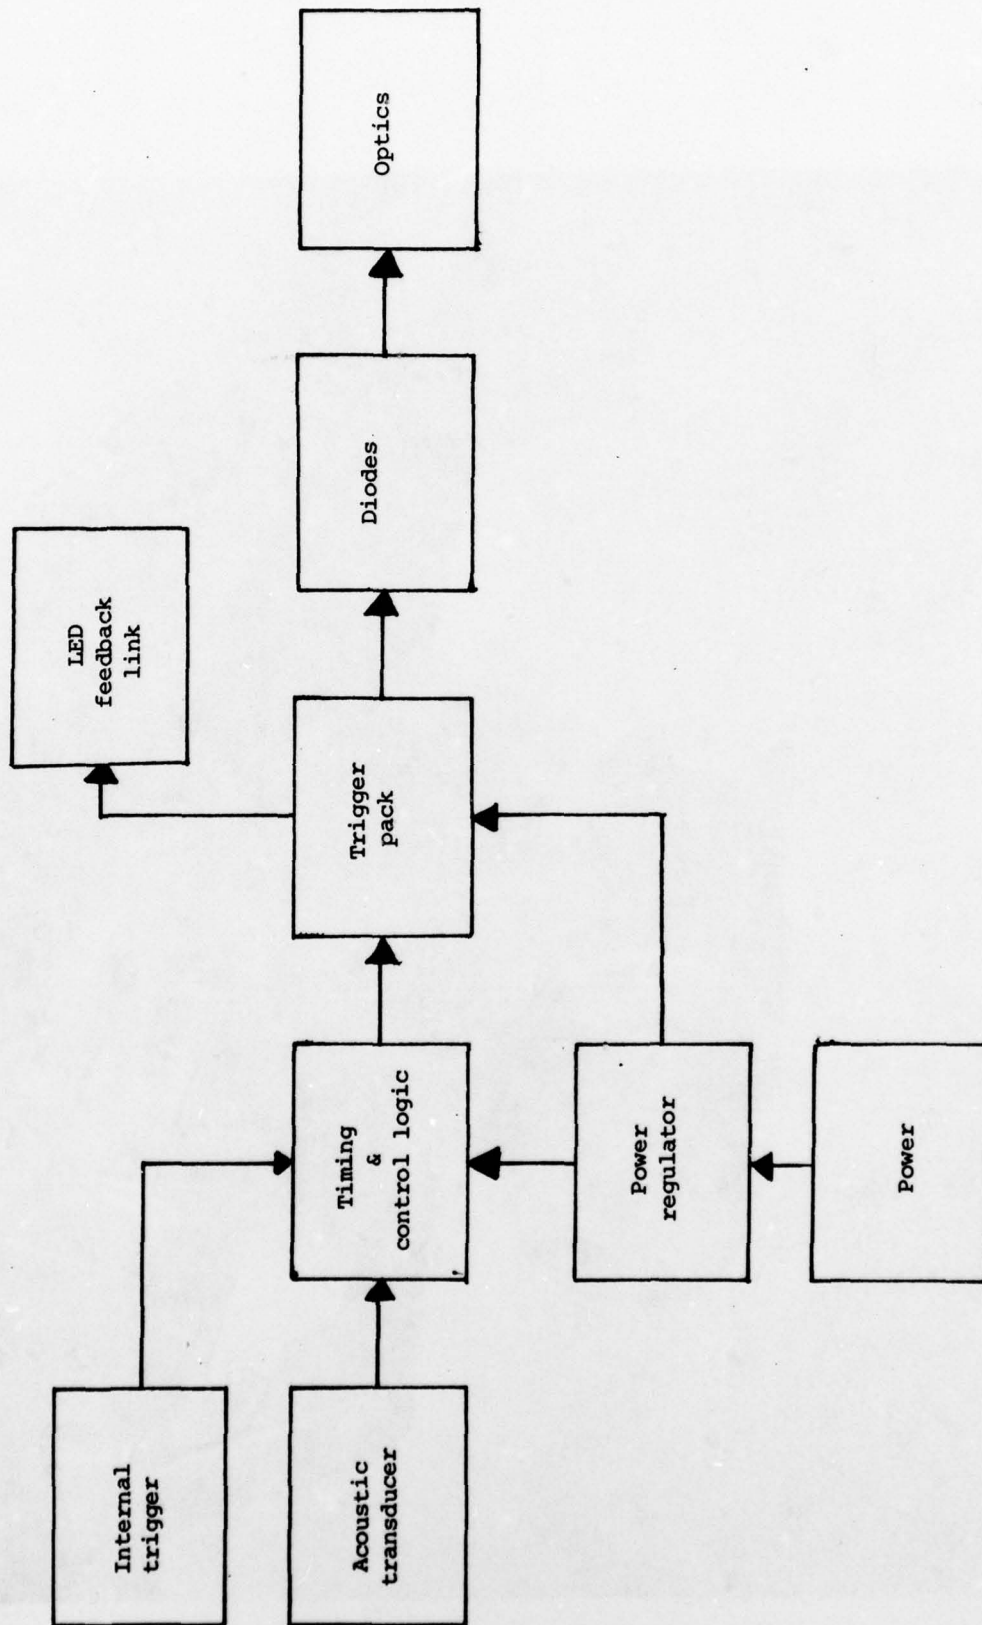 LED
feedback
link
Internal
trigger
Acoustic
transducer
Timing
&
control logic
Trigger
pack
Diodes
Optics
Power
regulator
Power